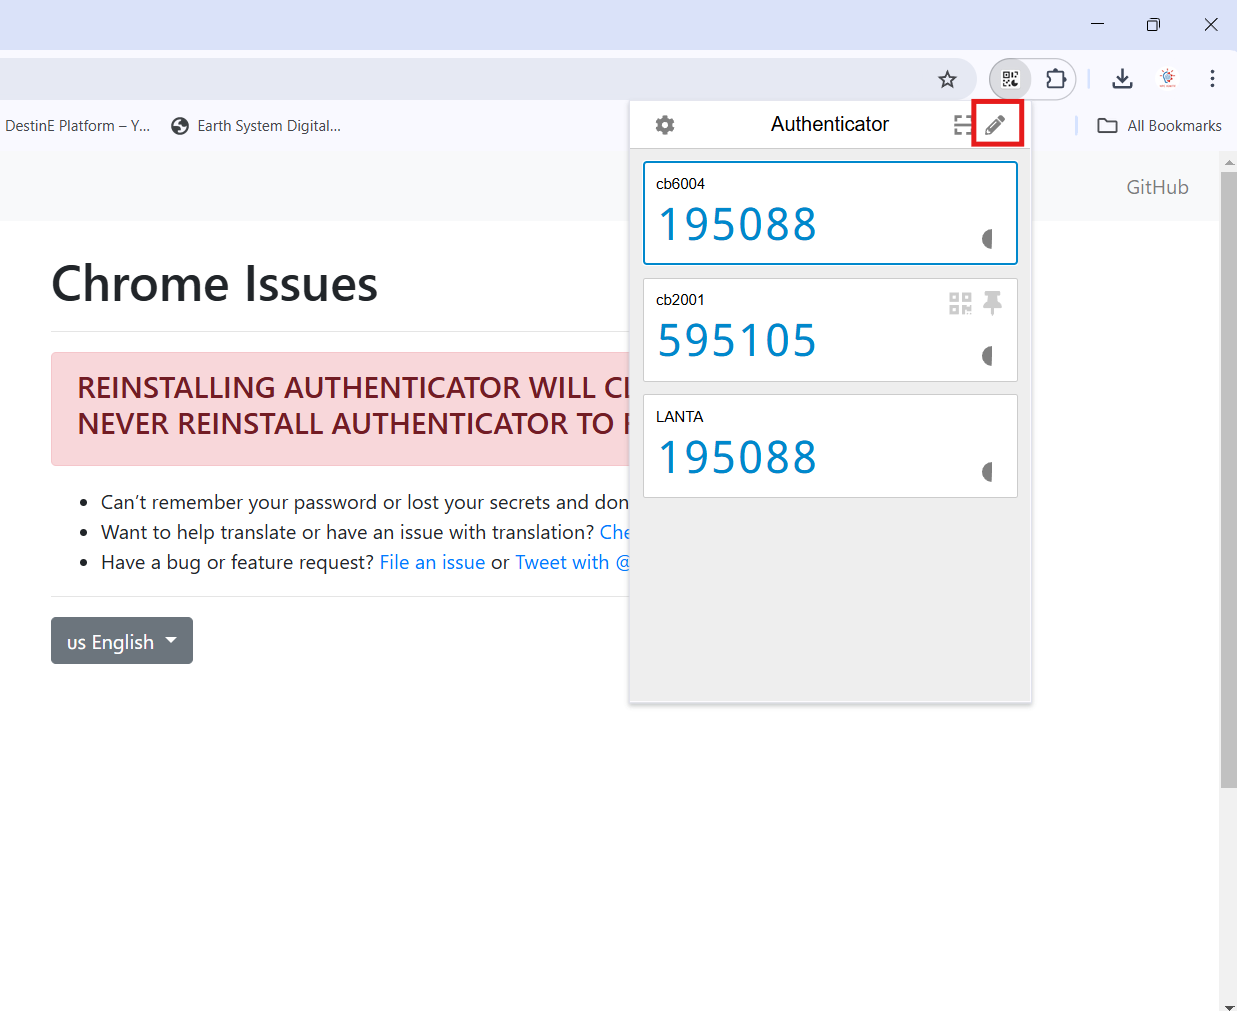 DestinE Platform – Y...
Earth System Digital...
All Bookmarks
Authenticator
GitHub
cb6004
195088
cb2001
595105
LANTA
195088
Chrome Issues
REINSTALLING AUTHENTICATOR WILL CL
NEVER REINSTALL AUTHENTICATOR TO
Can’t remember your password or lost your secrets and don
Want to help translate or have an issue with translation? Che
Have a bug or feature request? File an issue or Tweet with @
us English